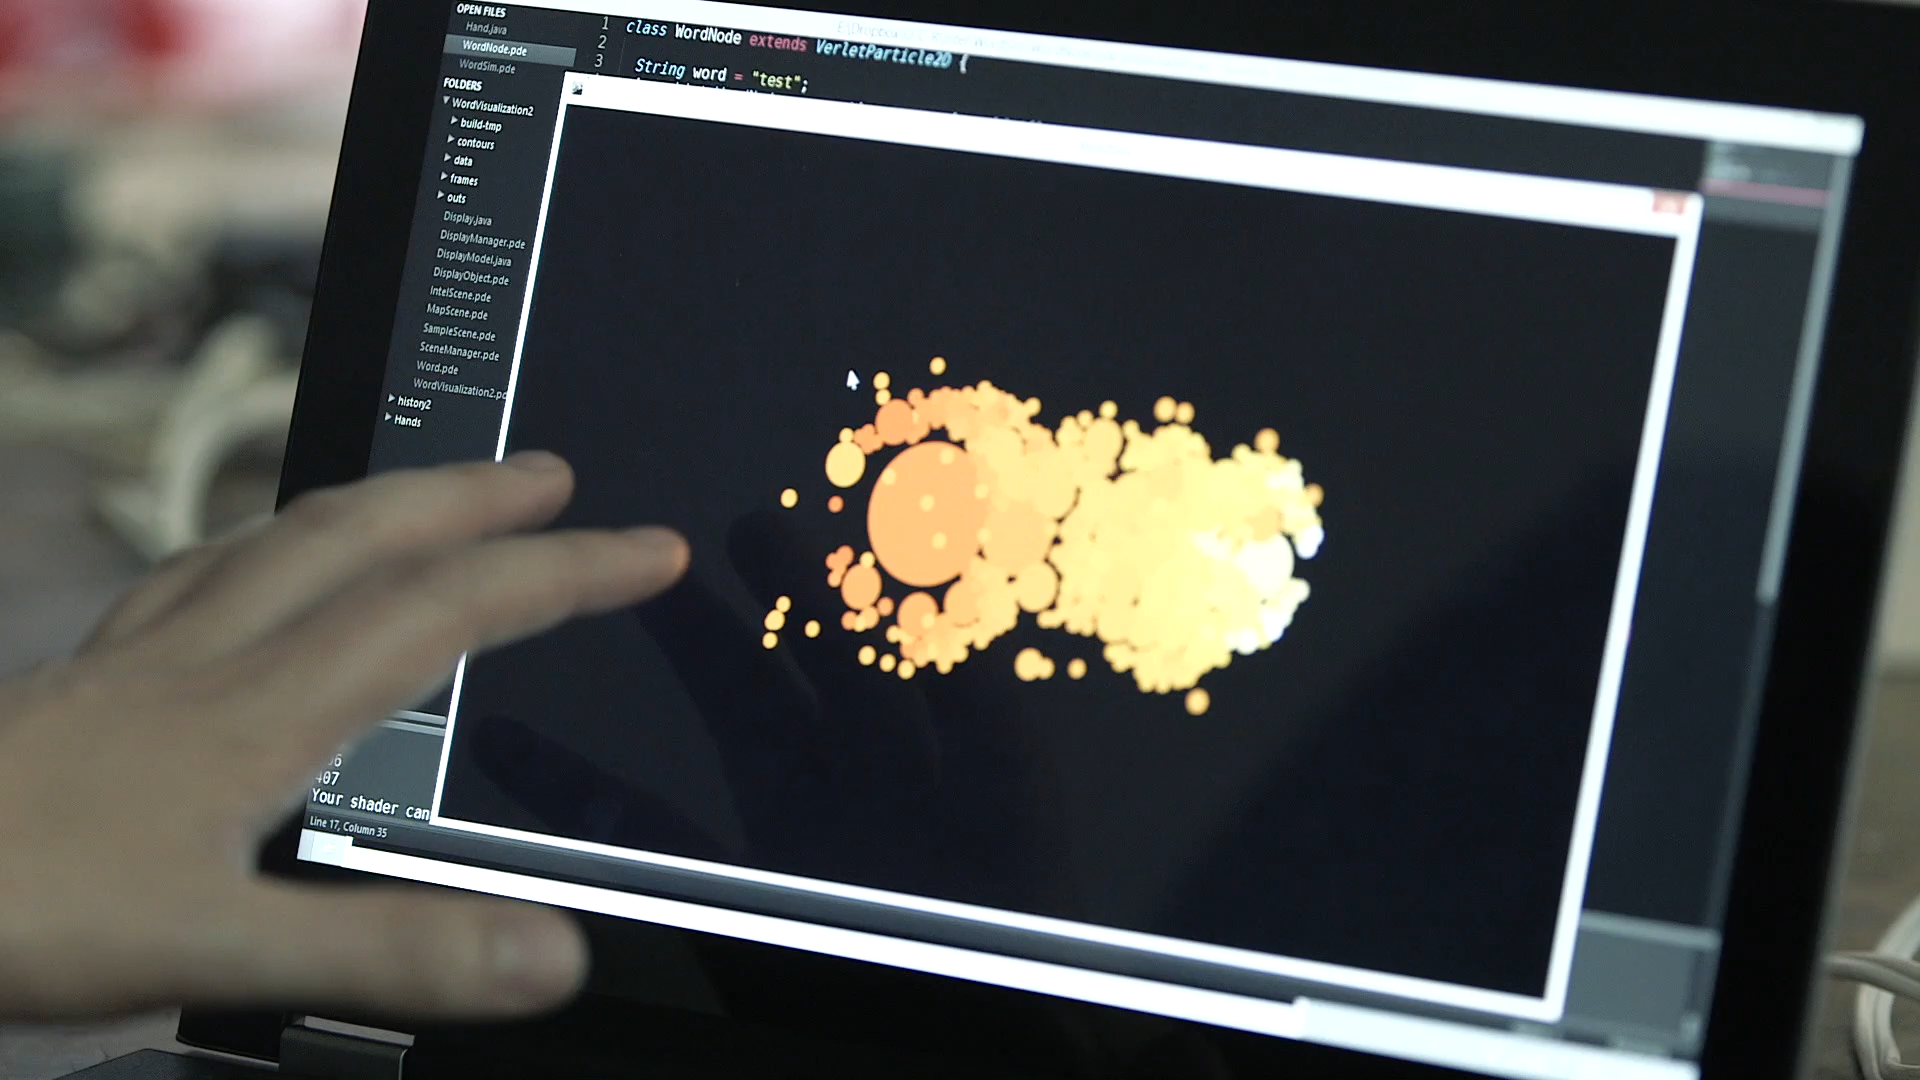 OPEN FILES
Hand.java
WordNode.pde
WordSim.pde
FOLDERS
WordVisualization2
build-tmp
contours
data
frames
outs
Display.java
DisplayManager.pde
DisplayModel.java
DisplayObject.pde
IntelScene.pde
MapScene.pde
SampleScene.pde
SceneManager.pde
Word.pde
WordVisualization2.pd
history2
Hands
1 class WordNode extends VerletParticle2D {
2
3 String word = "test";
407
Your shader can
Line 17, Column 35